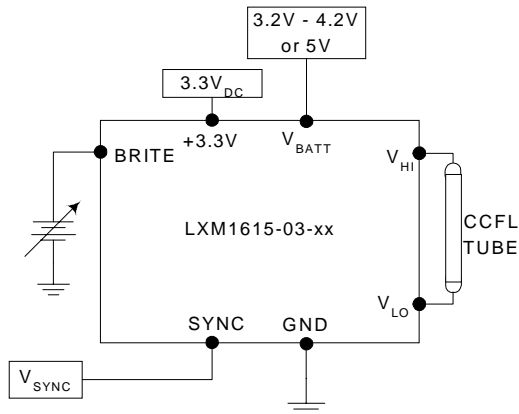 3.2V - 4.2V
or 5V
3.3VDC
+3.3V
VBATT
BRITE
VHI
LXM1615-03-xx
CCFL
TUBE
VLO
SYNC
GND
VSYNC